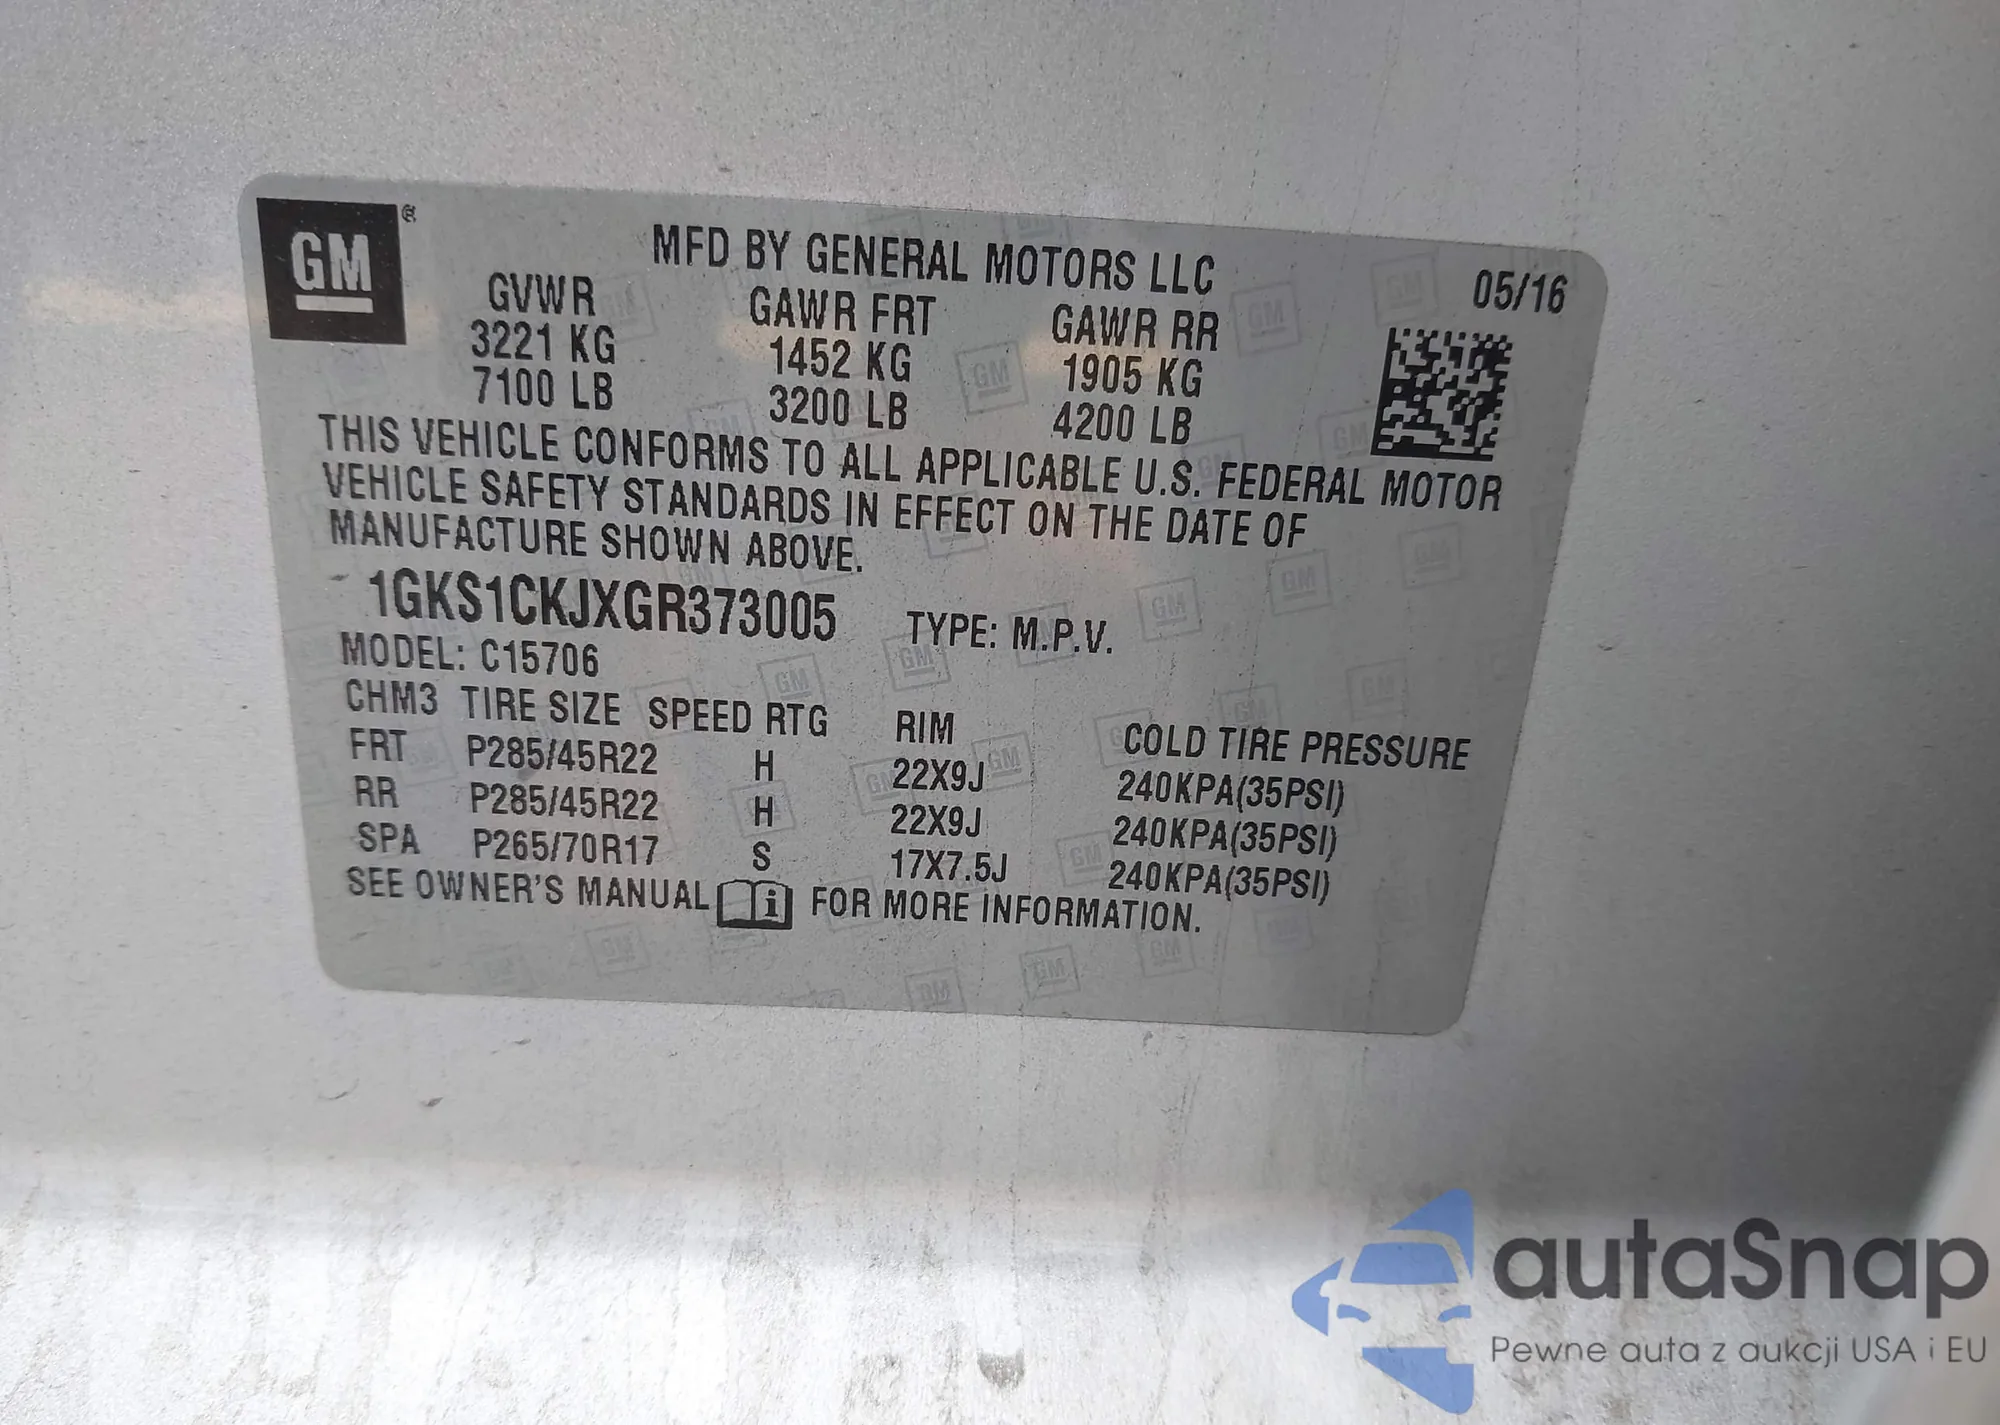 GM®
MFD BY GENERAL MOTORS LLC
05/16
GVWR GAWR FRT GAWR RR
3221 KG 1452 KG 1905 KG
7100 LB 3200 LB 4200 LB
THIS VEHICLE CONFORMS TO ALL APPLICABLE U.S. FEDERAL MOTOR
VEHICLE SAFETY STANDARDS IN EFFECT ON THE DATE OF
MANUFACTURE SHOWN ABOVE.
1GKS1CKJXGR373005 TYPE: M.P.V.
MODEL: C15706
CHM3 TIRE SIZE SPEED RTG RIM COLD TIRE PRESSURE
FRT P285/45R22 H 22X9J 240KPA(35PSI)
RR P285/45R22 H 22X9J 240KPA(35PSI)
SPA P265/70R17 S 17X7.5J 240KPA(35PSI)
SEE OWNER'S MANUAL i FOR MORE INFORMATION.
autaSnap
Pewne auta z aukcji USA i EU